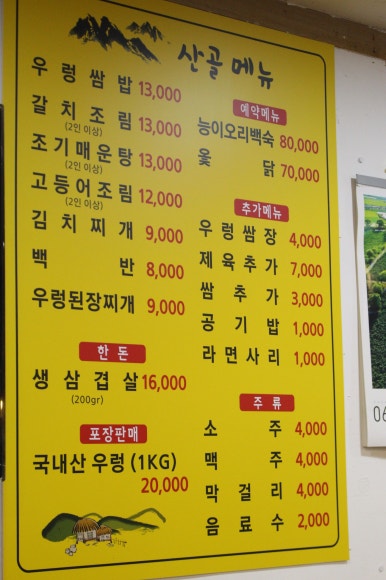 산골 메뉴
우렁쌈밥 13,000
갈치조림 13,000
(2인 이상)
조기매운탕 13,000
(2인 이상)
고등어조림 12,000
(2인 이상)
김치찌개 9,000
백반 8,000
우렁된장찌개 9,000
한돈
생삼겹살 16,000
(200gr)
포장판매
국내산 우렁 (1KG)
20,000
예약메뉴
능이오리백숙 80,000
옻닭 70,000
추가메뉴
우렁쌈장 4,000
제육추가 7,000
쌈추가 3,000
공기밥 1,000
라면사리 1,000
주류
소주 4,000
맥주 4,000
막걸리 4,000
음료수 2,000
06